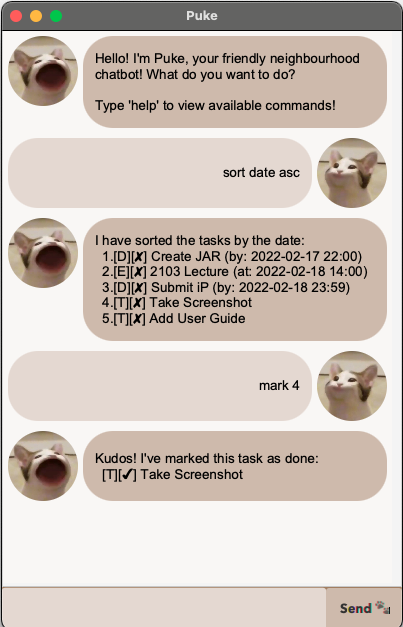 Puke
Hello! I'm Puke, your friendly neighbourhood
chatbot! What do you want to do?
Type 'help' to view available commands!
sort date asc
I have sorted the tasks by the date:
1.[D][✘] Create JAR (by: 2022-02-17 22:00)
2.[E][✘] 2103 Lecture (at: 2022-02-18 14:00)
3.[D][✘] Submit iP (by: 2022-02-18 23:59)
4.[T][✘] Take Screenshot
5.[T][✘] Add User Guide
mark 4
Kudos! I've marked this task as done:
[T][✔] Take Screenshot
Send 🐾